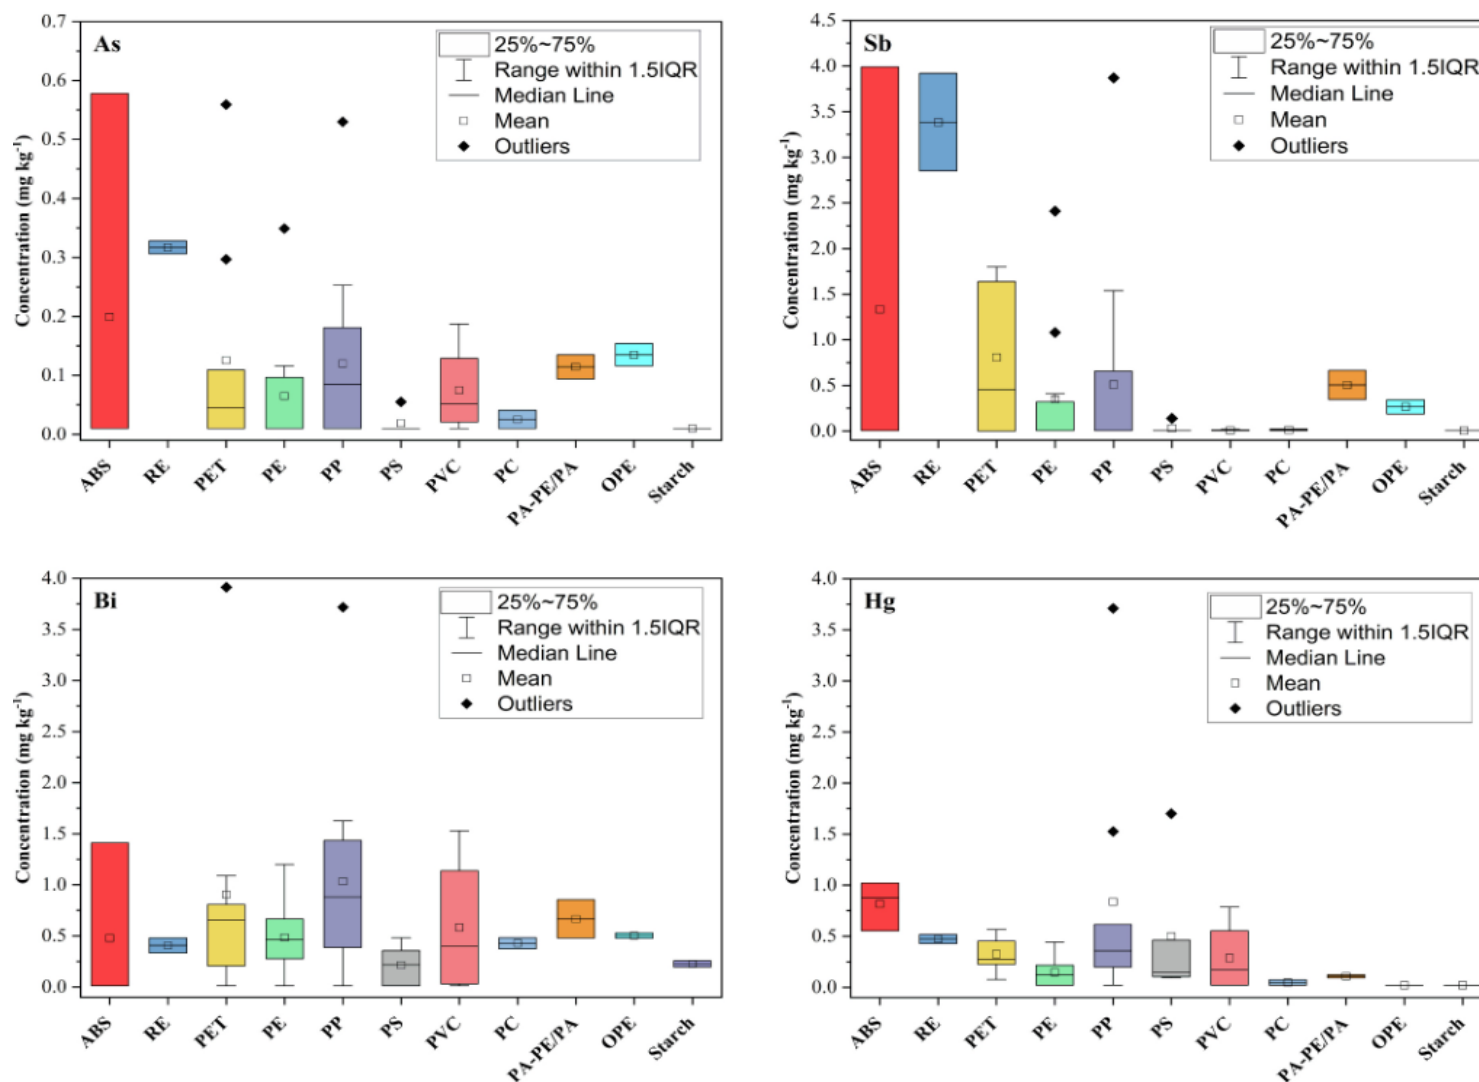 As
25%~75%
Range within 1.5IQR
Median Line
Mean
Outliers
Concentration (mg kg-1)
0.7
0.6
0.5
0.4
0.3
0.2
0.1
0.0
ABS
RE
PET
PE
PP
PS
PVC
PC
PA-PE/PA
OPE
Starch
Sb
25%~75%
Range within 1.5IQR
Median Line
Mean
Outliers
Concentration (mg kg-1)
4.5
4.0
3.5
3.0
2.5
2.0
1.5
1.0
0.5
0.0
ABS
RE
PET
PE
PP
PS
PVC
PC
PA-PE/PA
OPE
Starch
Bi
25%~75%
Range within 1.5IQR
Median Line
Mean
Outliers
Concentration (mg kg-1)
4.0
3.5
3.0
2.5
2.0
1.5
1.0
0.5
0.0
ABS
RE
PET
PE
PP
PS
PVC
PC
PA-PE/PA
OPE
Starch
Hg
25%~75%
Range within 1.5IQR
Median Line
Mean
Outliers
Concentration (mg kg-1)
4.0
3.5
3.0
2.5
2.0
1.5
1.0
0.5
0.0
ABS
RE
PET
PE
PP
PS
PVC
PC
PA-PE/PA
OPE
Starch